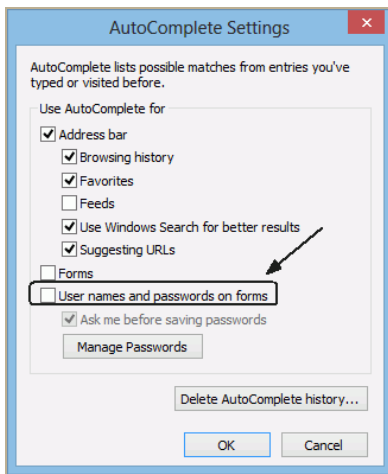 AutoComplete Settings
AutoComplete lists possible matches from entries you've
typed or visited before.
Use AutoComplete for
Address bar
Browsing history
Favorites
Feeds
Use Windows Search for better results
Suggesting URLs
Forms
User names and passwords on forms
Ask me before saving passwords
Manage Passwords
Delete AutoComplete history...
OK Cancel